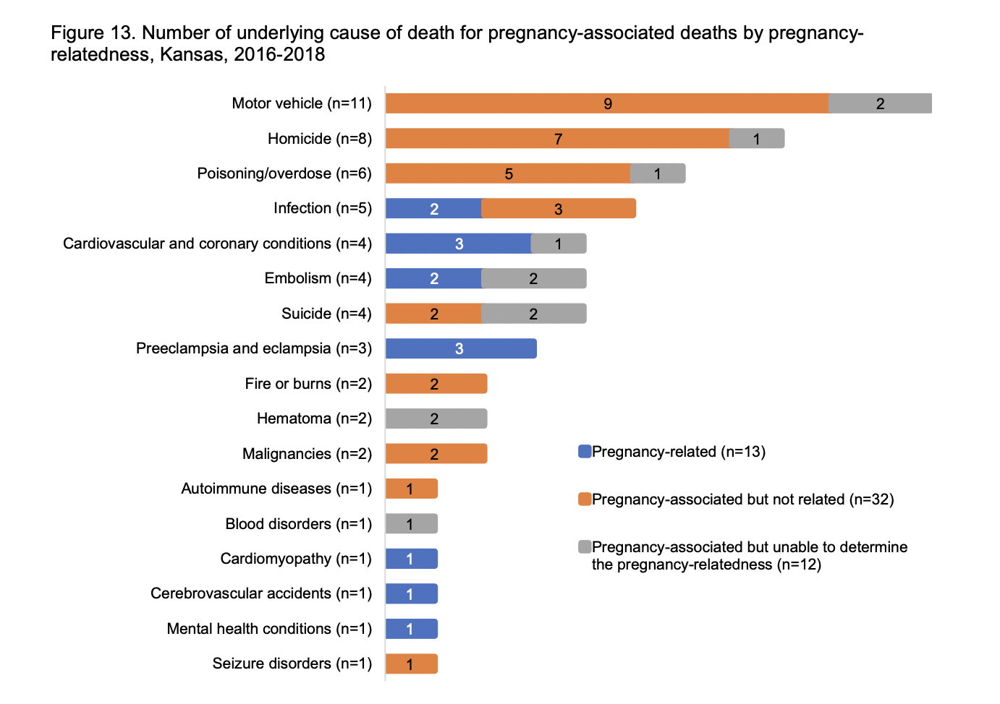 Figure 13. Number of underlying cause of death for pregnancy-associated deaths by pregnancy-
relatedness, Kansas, 2016-2018
Motor vehicle (n=11) 9 2
Homicide (n=8) 7 1
Poisoning/overdose (n=6) 5 1
Infection (n=5) 2 3
Cardiovascular and coronary conditions (n=4) 3 1
Embolism (n=4) 2 2
Suicide (n=4) 2 2
Preeclampsia and eclampsia (n=3) 3
Fire or burns (n=2) 2
Hematoma (n=2) 2
Malignancies (n=2) 2
Autoimmune diseases (n=1) 1
Blood disorders (n=1) 1
Cardiomyopathy (n=1) 1
Cerebrovascular accidents (n=1) 1
Mental health conditions (n=1) 1
Seizure disorders (n=1) 1
Pregnancy-related (n=13)
Pregnancy-associated but not related (n=32)
Pregnancy-associated but unable to determine
the pregnancy-relatedness (n=12)